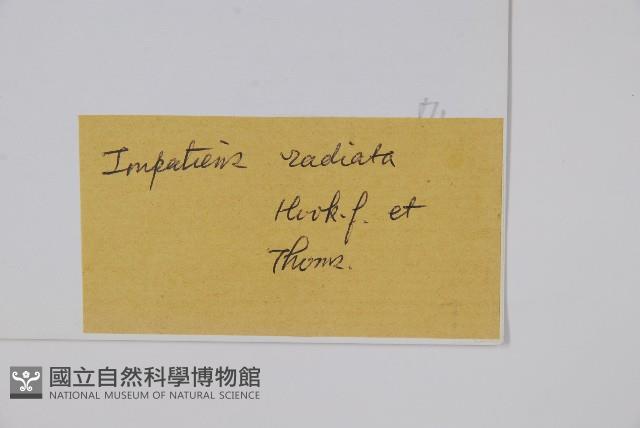 Impatiens radiata
Hook.f. et
Thoms.
國立自然科學博物館
NATIONAL MUSEUM OF NATURAL SCIENCE